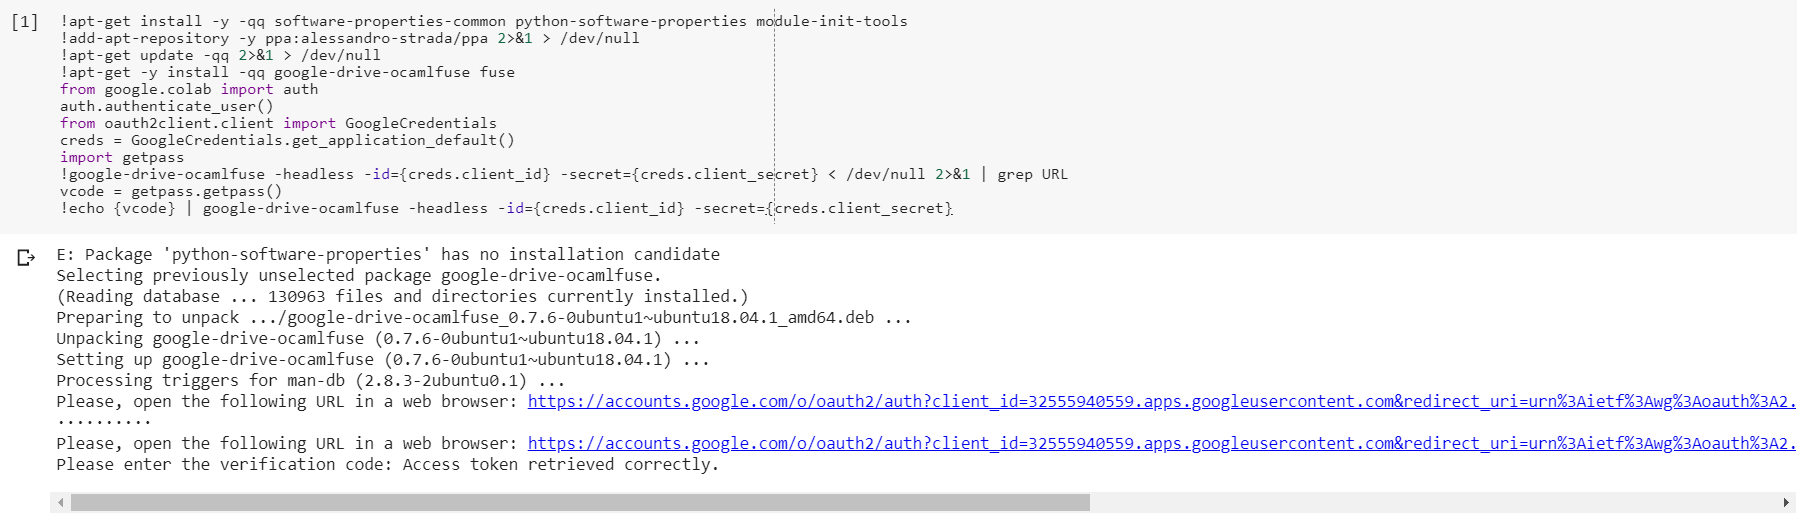 [1] !apt-get install -y -qq software-properties-common python-software-properties module-init-tools
!add-apt-repository -y ppa:alessandro-strada/ppa 2>&1 > /dev/null
!apt-get update -qq 2>&1 > /dev/null
!apt-get -y install -qq google-drive-ocamlfuse fuse
from google.colab import auth
auth.authenticate_user()
from oauth2client.client import GoogleCredentials
creds = GoogleCredentials.get_application_default()
import getpass
!google-drive-ocamlfuse -headless -id={creds.client_id} -secret={creds.client_secret} < /dev/null 2>&1 | grep URL
vcode = getpass.getpass()
!echo {vcode} | google-drive-ocamlfuse -headless -id={creds.client_id} -secret={creds.client_secret}
E: Package 'python-software-properties' has no installation candidate
Selecting previously unselected package google-drive-ocamlfuse.
(Reading database ... 130963 files and directories currently installed.)
Preparing to unpack .../google-drive-ocamlfuse_0.7.6-0ubuntu1~ubuntu18.04.1_amd64.deb ...
Unpacking google-drive-ocamlfuse (0.7.6-0ubuntu1~ubuntu18.04.1) ...
Setting up google-drive-ocamlfuse (0.7.6-0ubuntu1~ubuntu18.04.1) ...
Processing triggers for man-db (2.8.3-2ubuntu0.1) ...
Please, open the following URL in a web browser: https://accounts.google.com/o/oauth2/auth?client_id=32555940559.apps.googleusercontent.com&redirect_uri=urn%3Aietf%3Awg%3Aoauth%3A2.
··········
Please, open the following URL in a web browser: https://accounts.google.com/o/oauth2/auth?client_id=32555940559.apps.googleusercontent.com&redirect_uri=urn%3Aietf%3Awg%3Aoauth%3A2.
Please enter the verification code: Access token retrieved correctly.